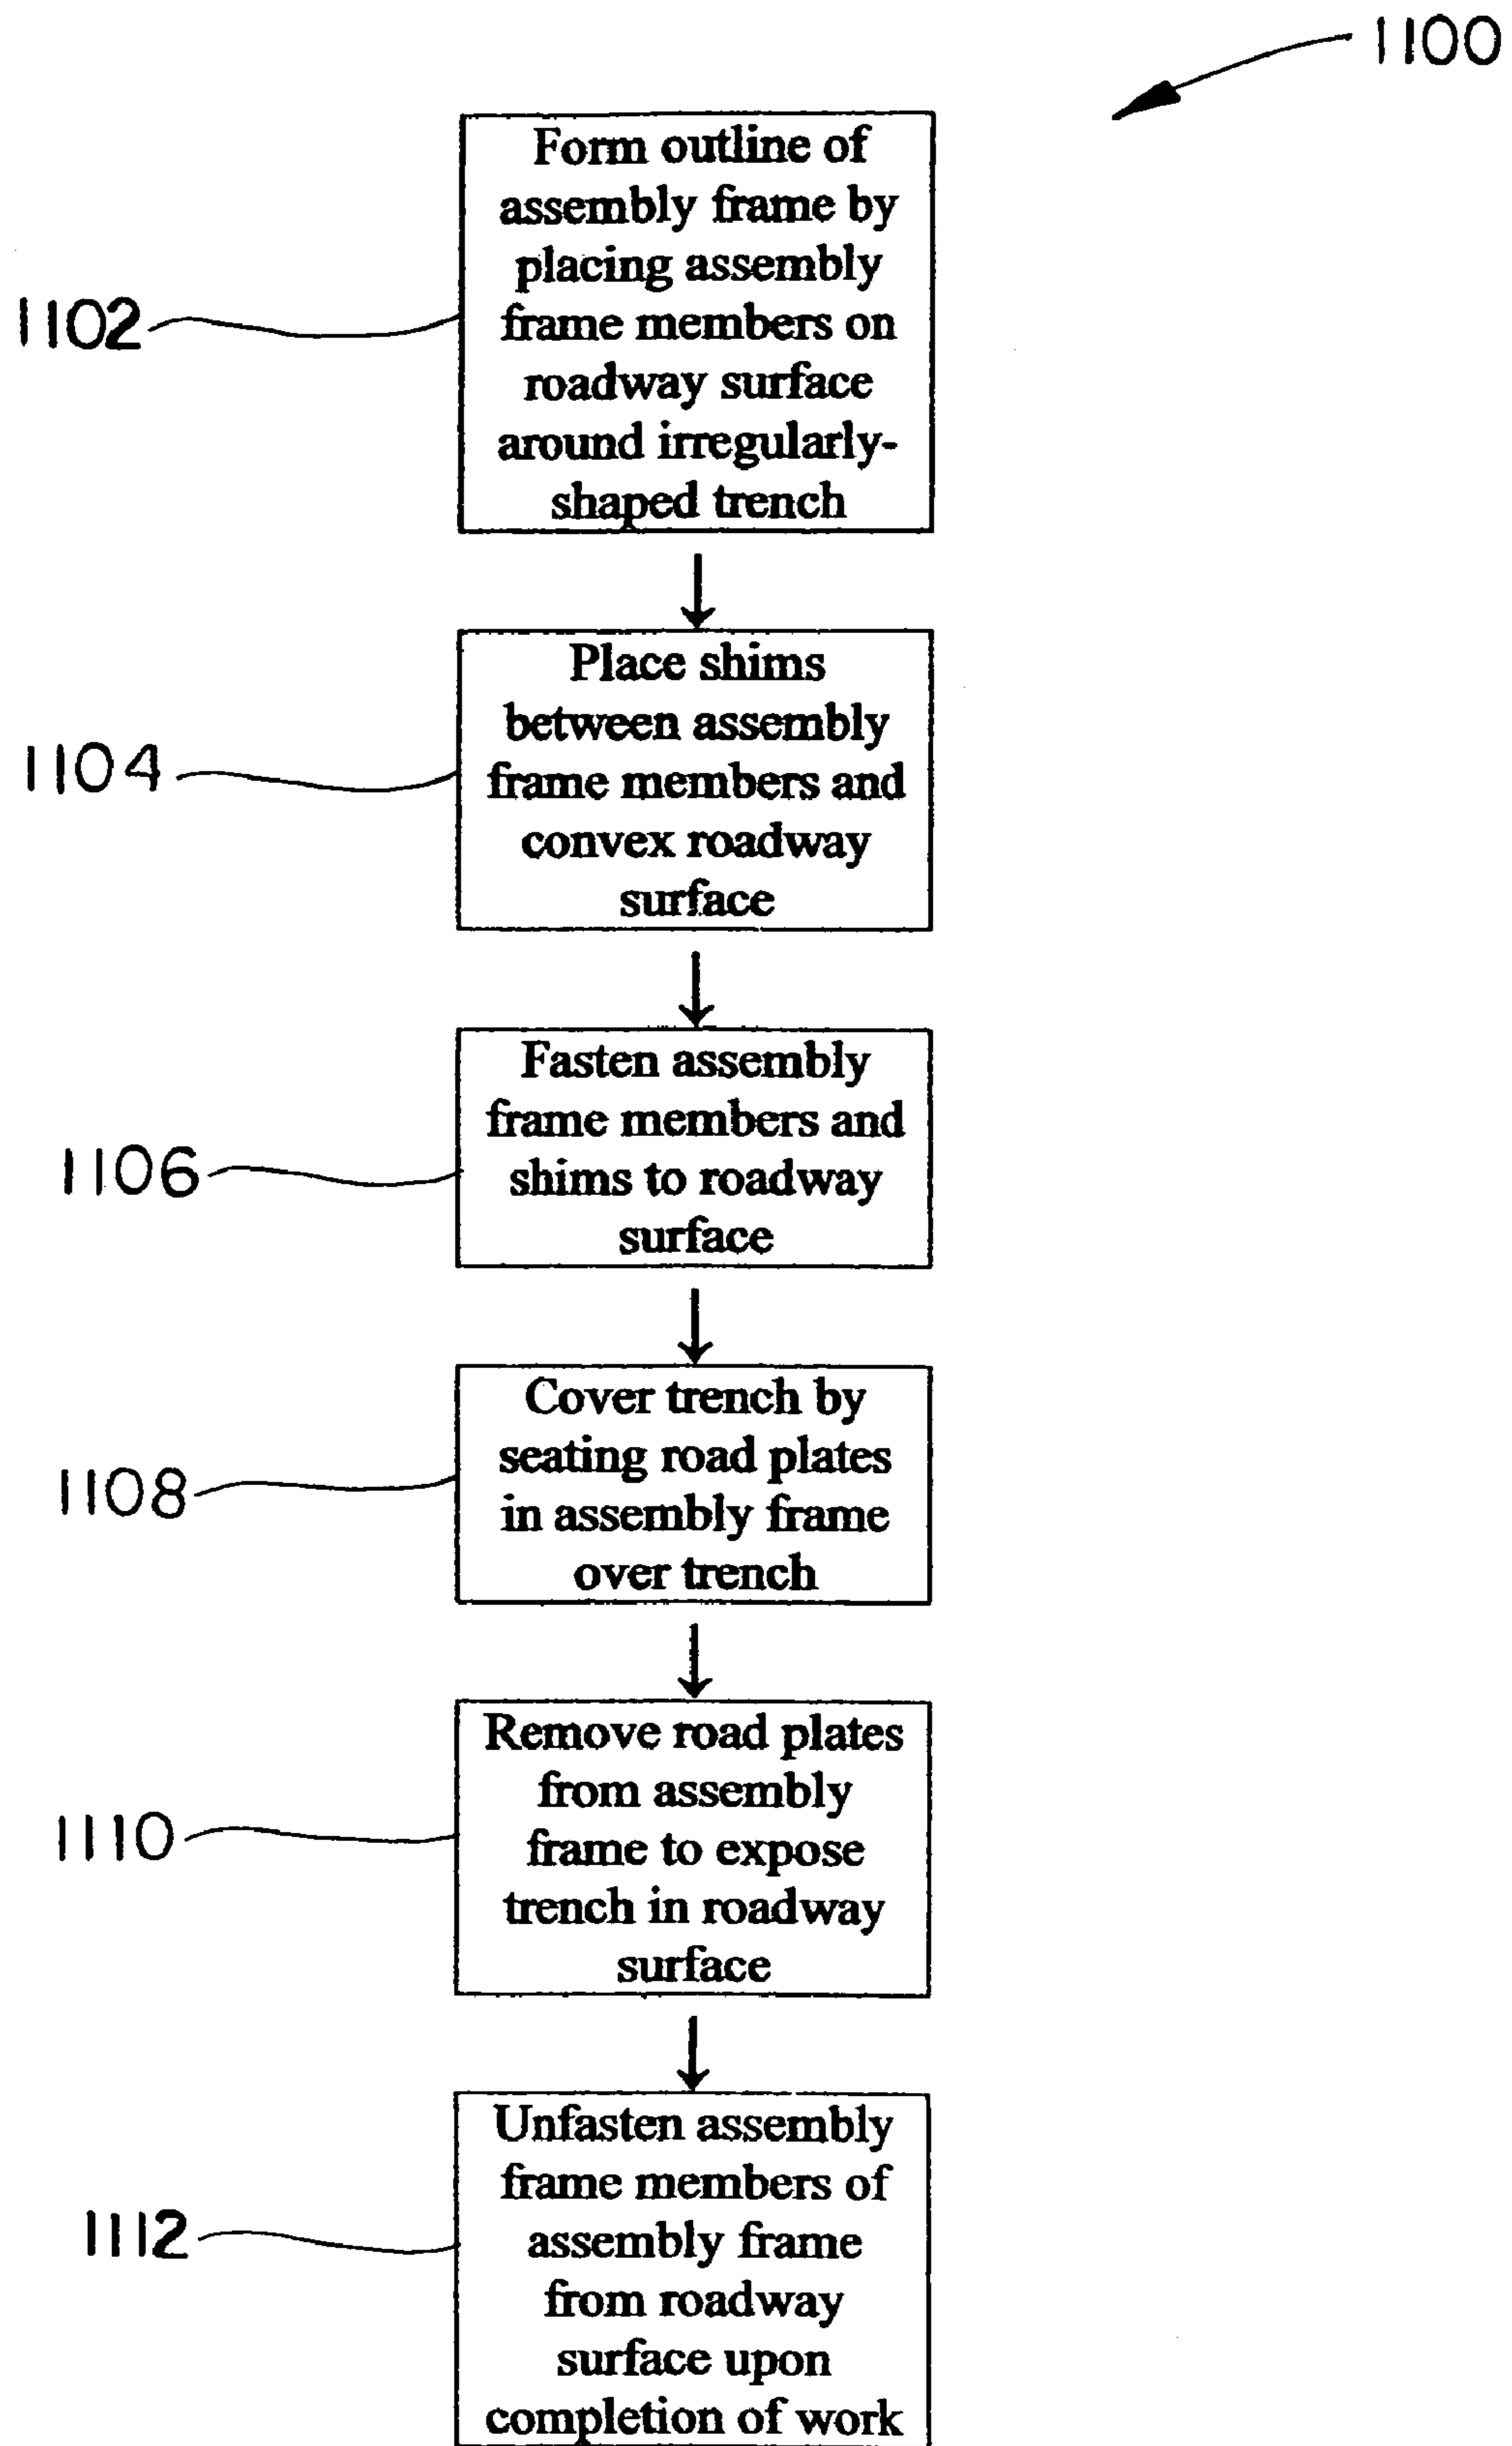 1100
Form outline of
assembly frame by
placing assembly
frame members on
roadway surface
around irregularly-
shaped trench
1102
Place shims
between assembly
frame members and
convex roadway
surface
1104
Fasten assembly
frame members and
shims to roadway
surface
1106
Cover trench by
seating road plates
in assembly frame
over trench
1108
Remove road plates
from assembly
frame to expose
trench in roadway
surface
1110
Unfasten assembly
frame members of
assembly frame
from roadway
surface upon
completion of work
1112